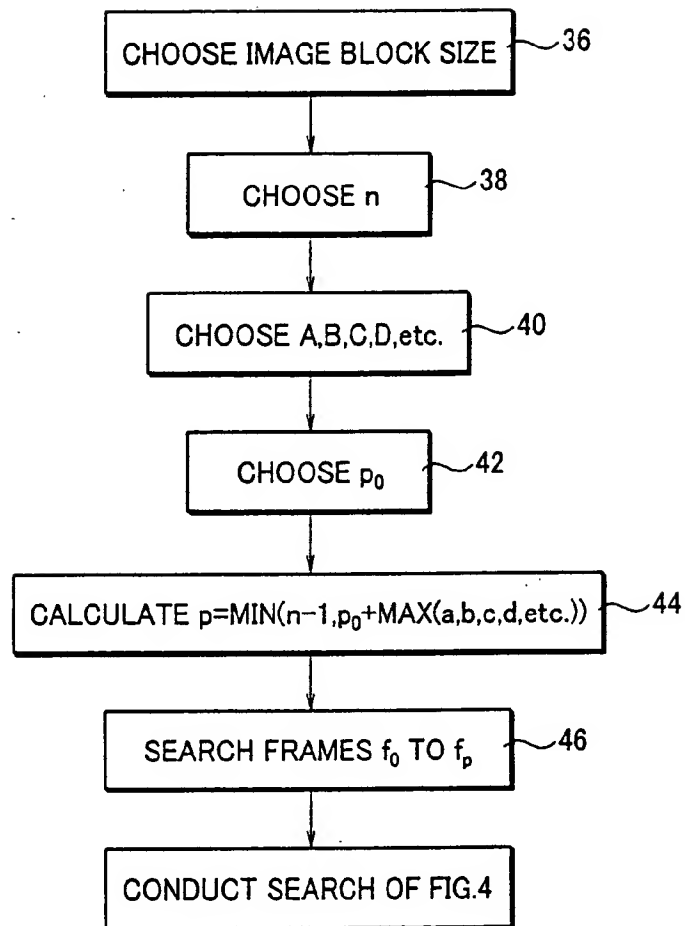 CHOOSE IMAGE BLOCK SIZE
36
CHOOSE n
38
CHOOSE A,B,C,D,etc.
40
CHOOSE p₀
42
CALCULATE p=MIN(n-1,p₀+MAX(a,b,c,d,etc.))
44
SEARCH FRAMES f₀ TO fₚ
46
CONDUCT SEARCH OF FIG.4